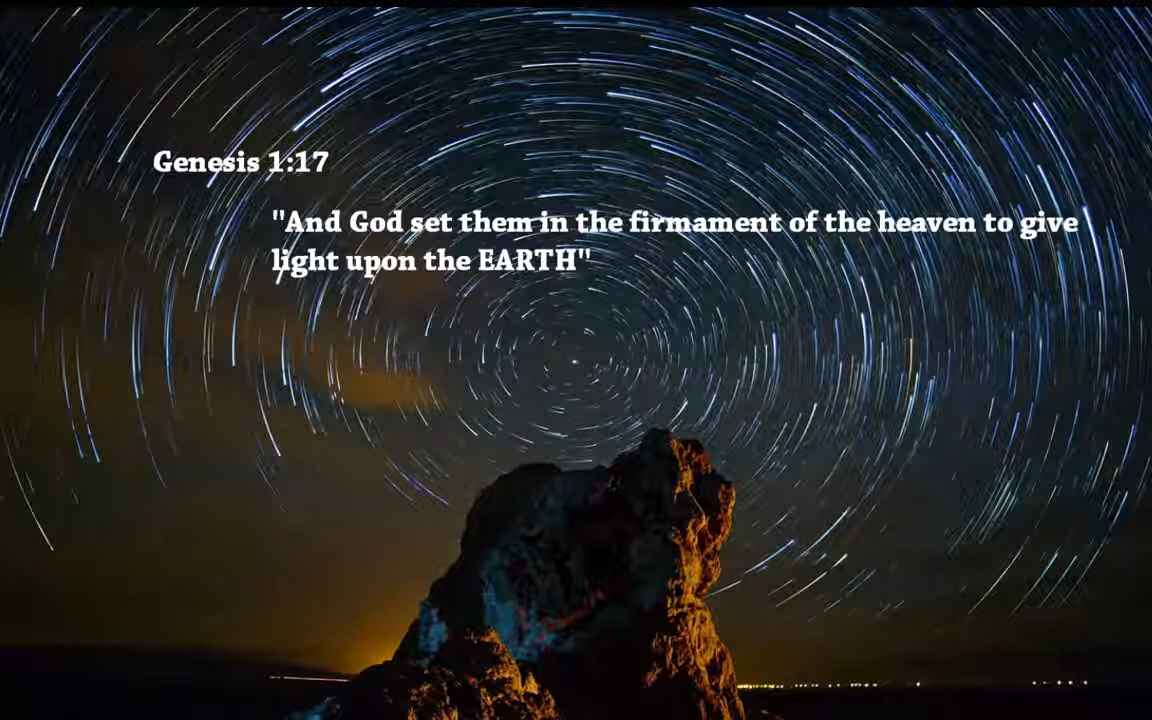 Genesis 1:17
"And God set them in the firmament of the heaven to give
light upon the EARTH"